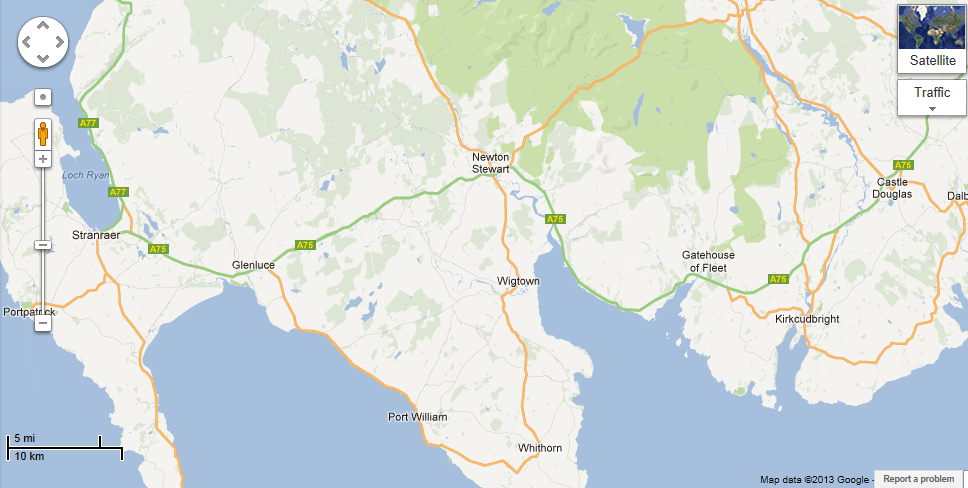 Satellite
Traffic
A77
Newton
Stewart
A75
Loch Ryan
Castle
Douglas
A77
Dalb
A75
Stranraer
A75
A75
Glenluce
Gatehouse
of Fleet
A75
Wigtown
Portpatrick
Kirkcudbright
Port William
5 mi
Whithorn
10 km
Map data ©2013 Google -
Report a problem